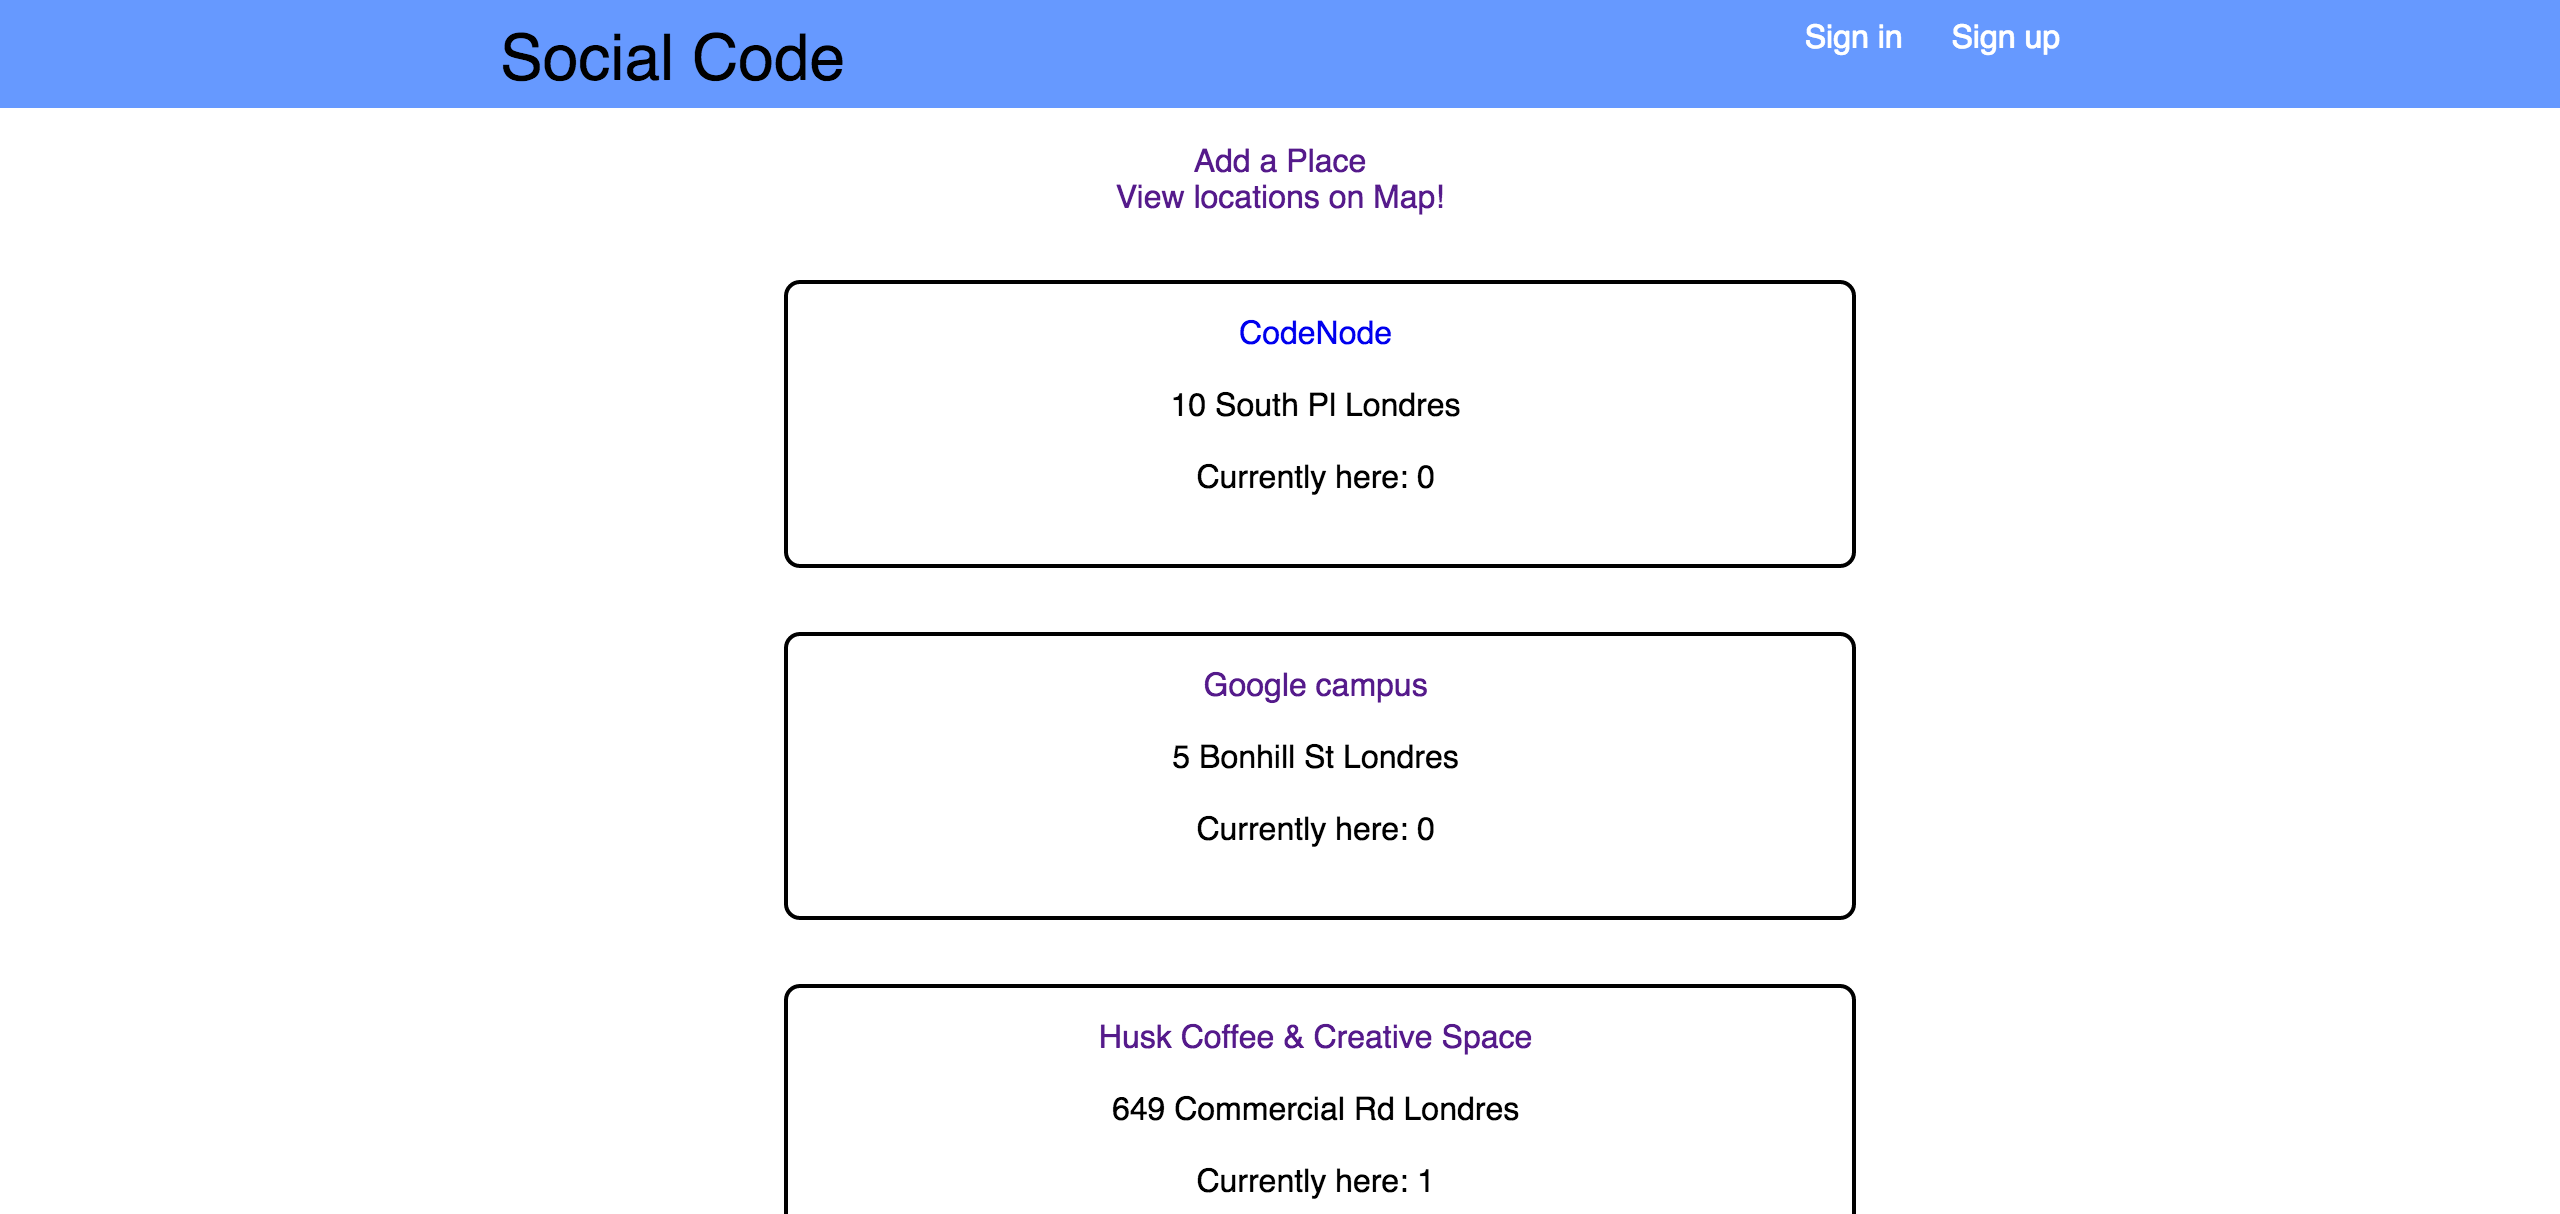 Social Code
Sign in
Sign up
Add a Place
View locations on Map!
CodeNode
10 South Pl Londres
Currently here: 0
Google campus
5 Bonhill St Londres
Currently here: 0
Husk Coffee & Creative Space
649 Commercial Rd Londres
Currently here: 1